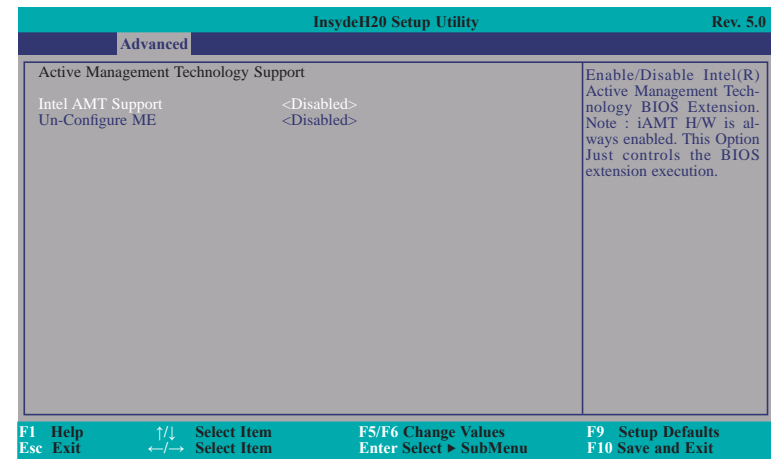 InsydeH20 Setup Utility Rev. 5.0
Advanced
Active Management Technology Support
Intel AMT Support <Disabled>
Un-Configure ME <Disabled>
Enable/Disable Intel(R)
Active Management Tech-
nology BIOS Extension.
Note : iAMT H/W is al-
ways enabled. This Option
Just controls the BIOS
extension execution.
F1 Help ↑/↓ Select Item F5/F6 Change Values F9 Setup Defaults
Esc Exit ←/→ Select Item Enter Select ▶ SubMenu F10 Save and Exit